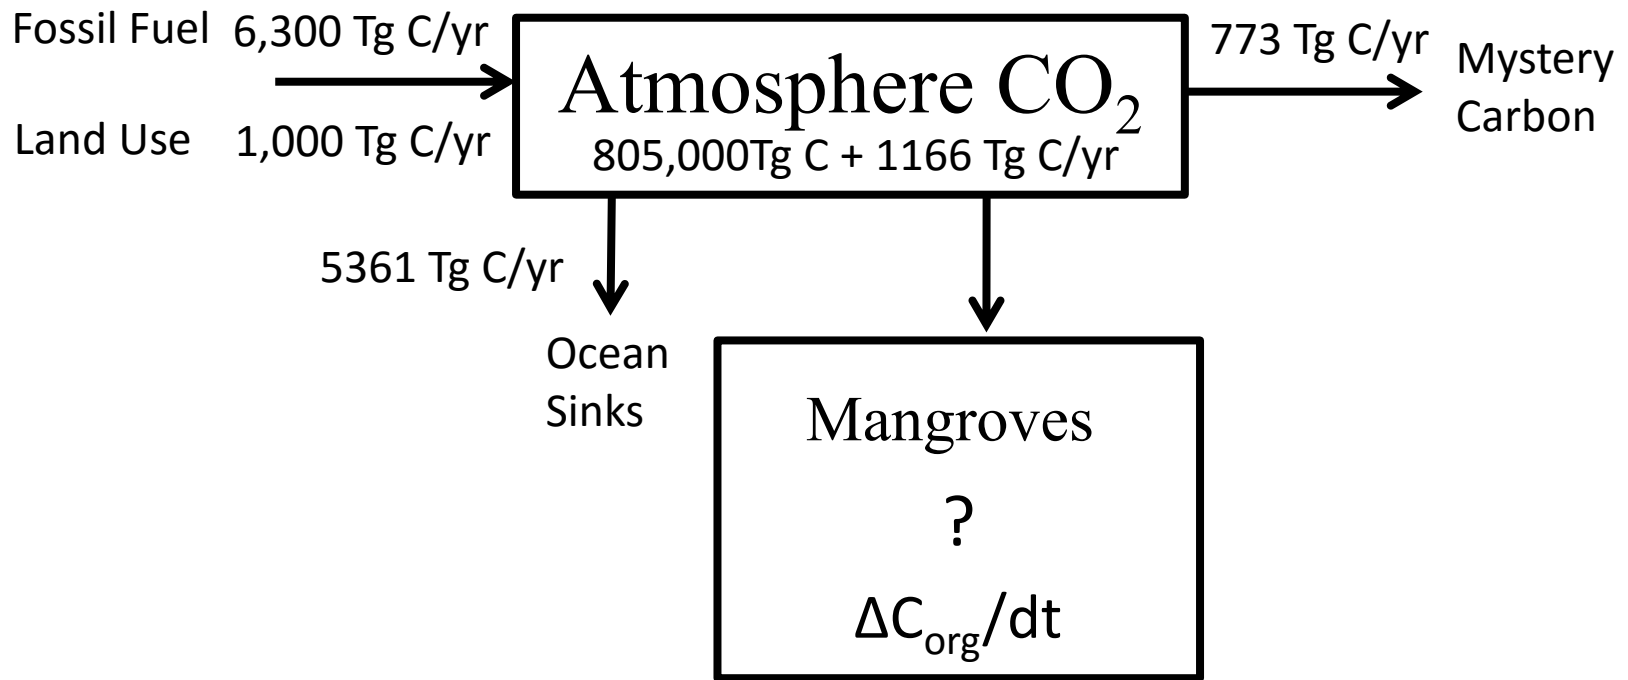 Fossil Fuel 6,300 Tg C/yr
Land Use 1,000 Tg C/yr
Atmosphere CO₂
805,000Tg C + 1166 Tg C/yr
773 Tg C/yr
Mystery
Carbon
5361 Tg C/yr
Ocean
Sinks
Mangroves
?
ΔC_org/dt